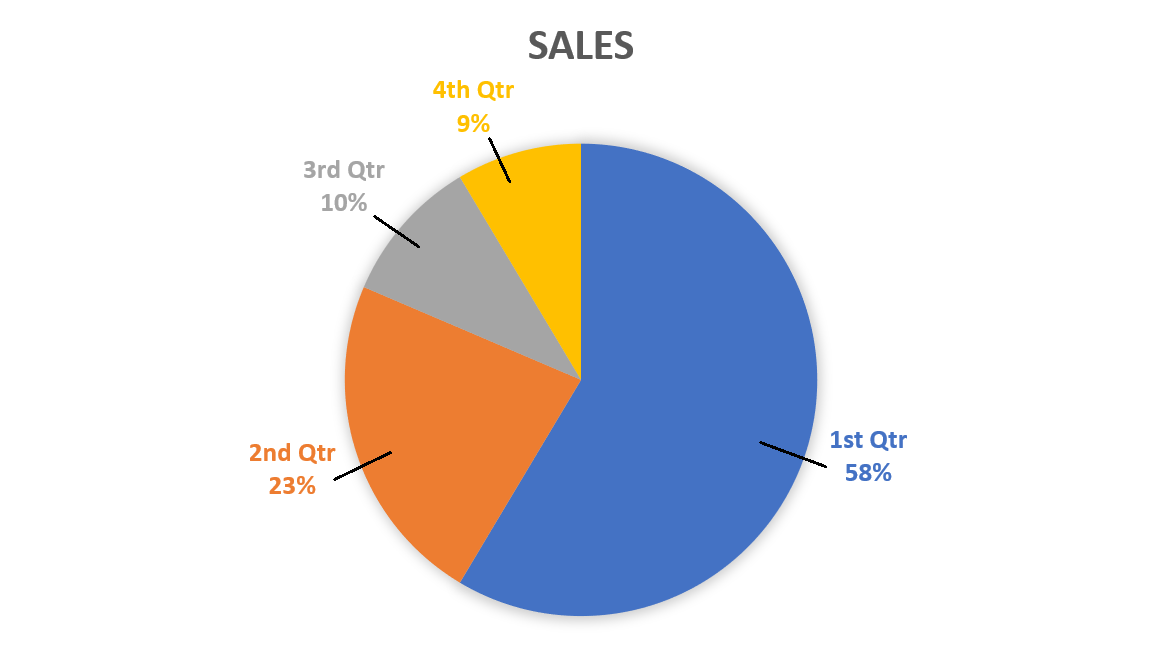 SALES
4th Qtr
9%
3rd Qtr
10%
1st Qtr
58%
2nd Qtr
23%